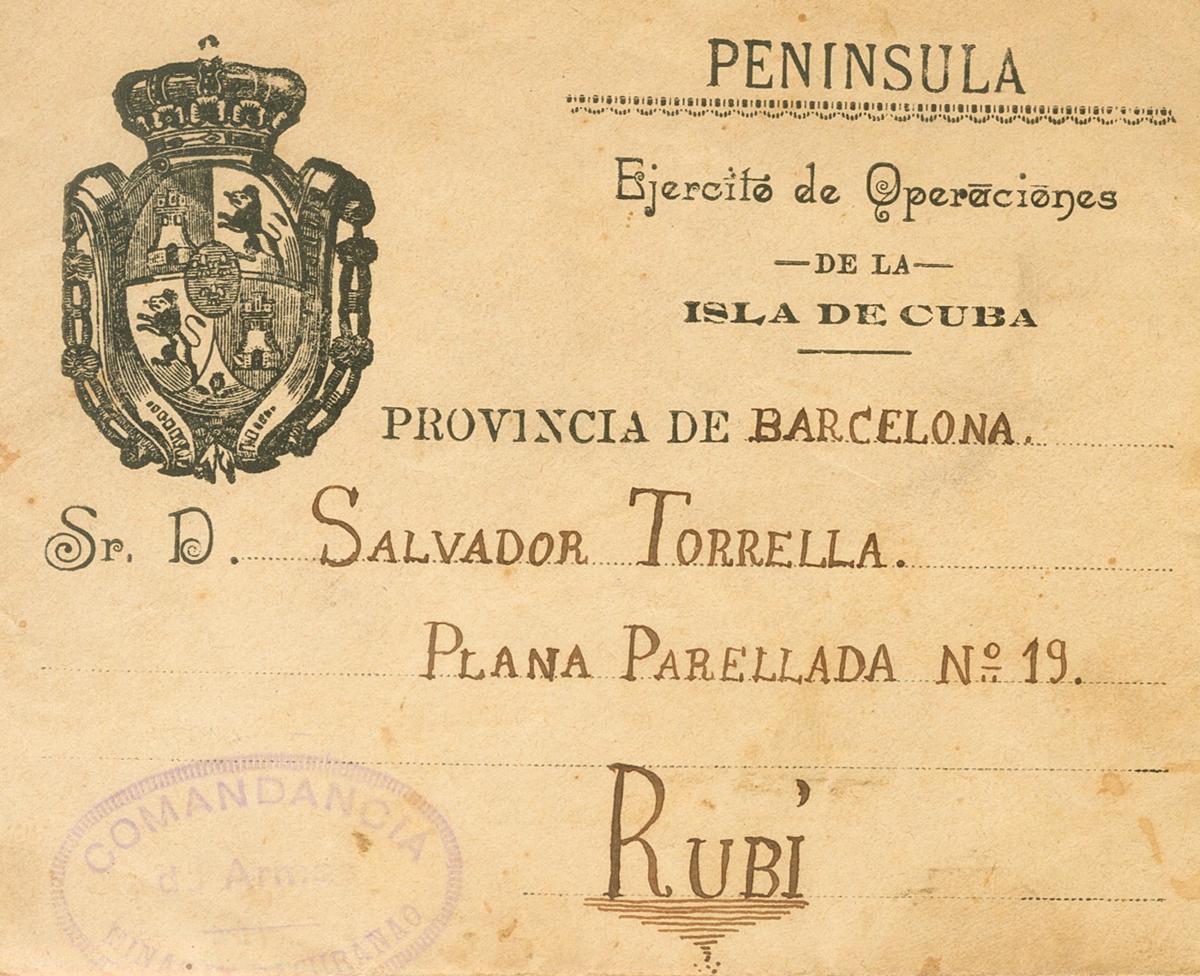 PENINSULA
Ejercito de Operaciones
—DE LA—
ISLA DE CUBA
PROVINCIA DE BARCELONA.
Sr. D. SALVADOR TORRELLA.
PLANA PARELLADA Nº 19.
RUBÍ
COMANDANCIA
de Armas